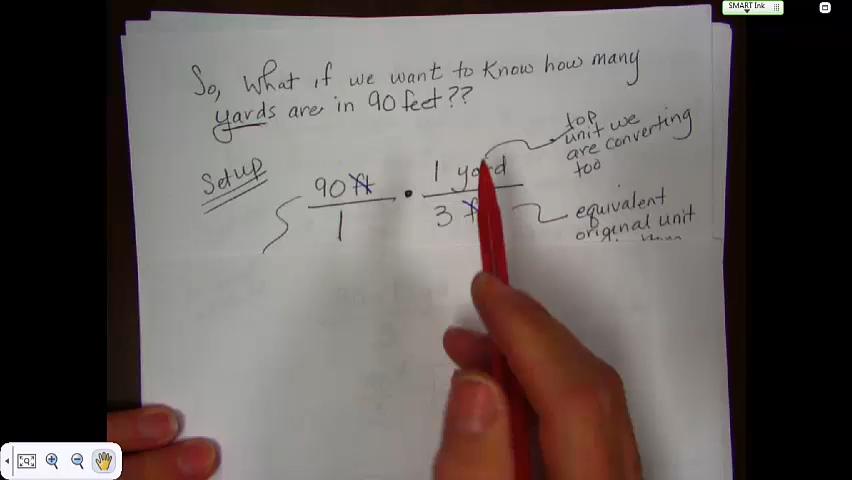 SMART Ink
So, What if we want to know how many
yards are in 90 feet??
Setup
90 ft
1
1 yard
3
top
unit we
are converting
too
equivalent
original unit